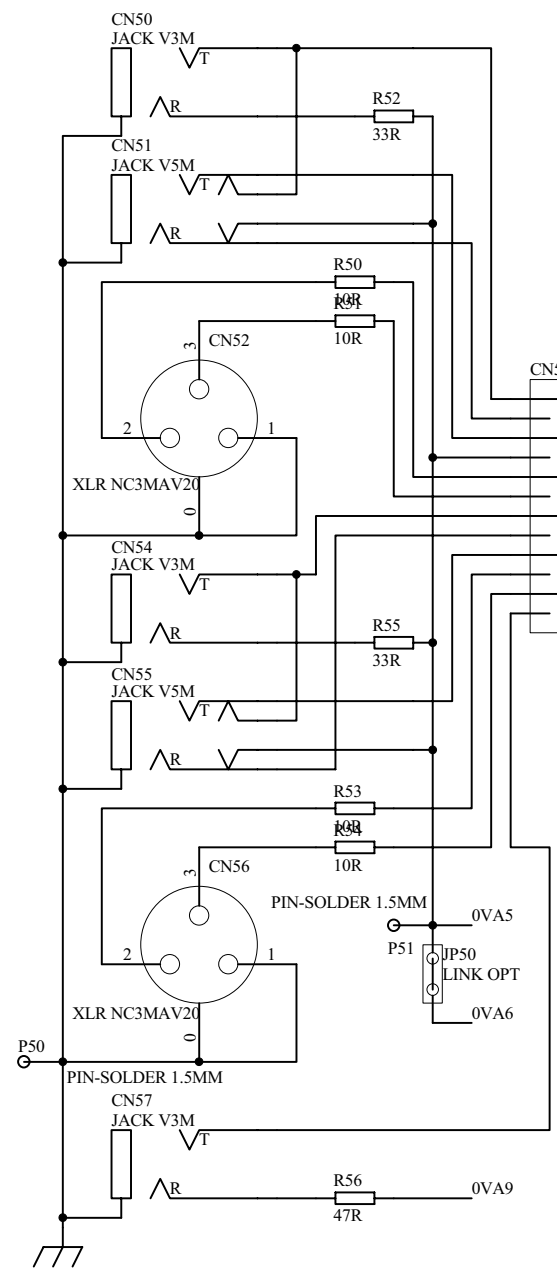 CN50
JACK V3M
T
R
R52
33R
CN51
JACK V5M
T
R
R50
10R
R51
10R
CN5
CN52
3
2
1
XLR NC3MAV20
0
CN54
JACK V3M
T
R
R55
33R
CN55
JACK V5M
T
R
R53
10R
R54
10R
CN56
3
2
1
XLR NC3MAV20
0
PIN-SOLDER 1.5MM
0VA5
P51
JP50
LINK OPT
0VA6
P50
PIN-SOLDER 1.5MM
CN57
JACK V3M
T
R
R56
47R
0VA9